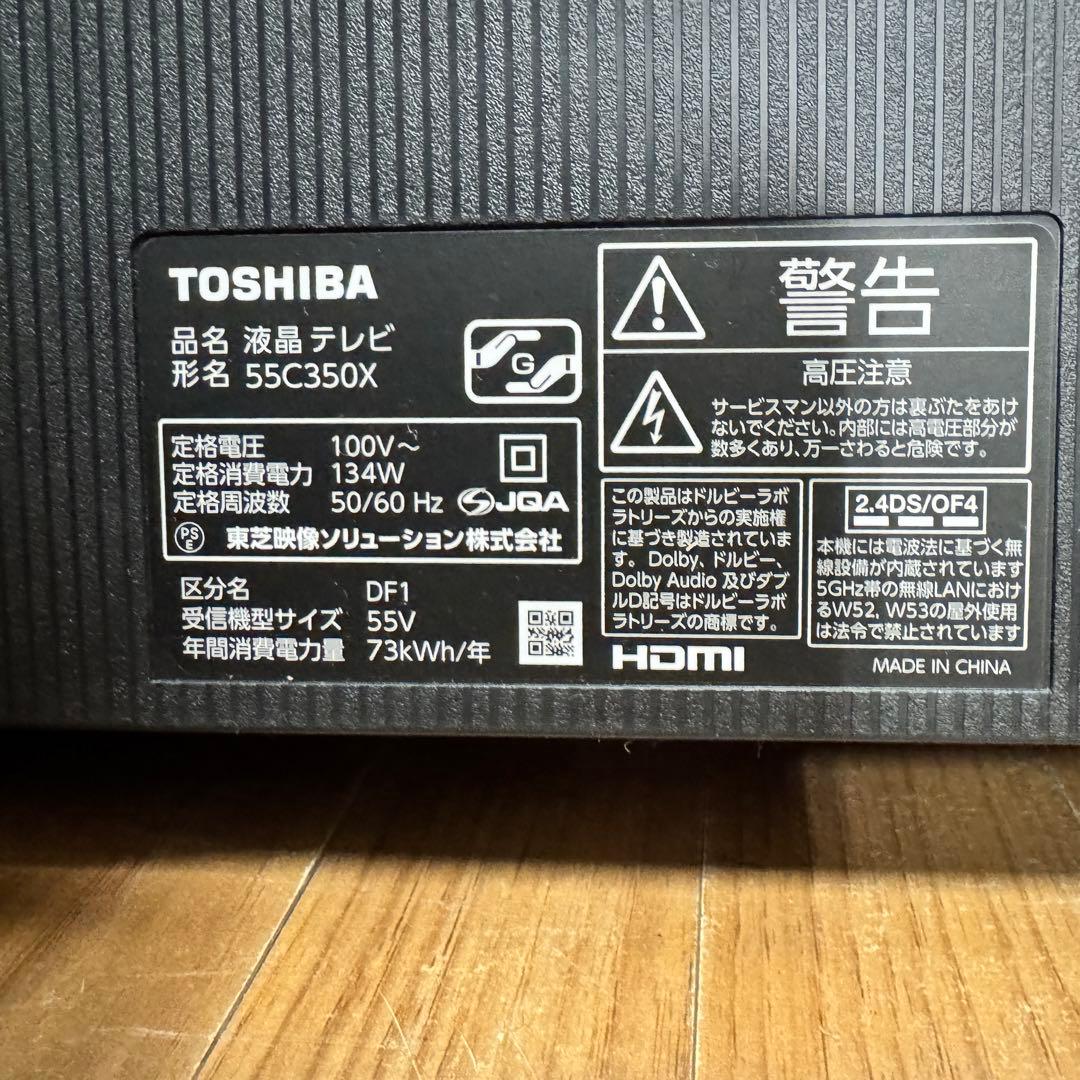 TOSHIBA
品名 液晶テレビ
形名 55C350X
G
定格電圧 100V～
定格消費電力 134W
定格周波数 50/60 Hz
JQA
PSE 東芝映像ソリューション株式会社
区分名 DF1
受信機型サイズ 55V
年間消費電力量 73kWh/年
警告
高圧注意
サービスマン以外の方は裏ぶたをあけ
ないでください。内部には高電圧部分が
数多くあり、万一さわると危険です。
この製品はドルビーラボ
ラトリーズからの実施権
に基づき製造されていま
す。Dolby、ドルビー、
Dolby Audio 及びダブ
ルD記号はドルビーラボ
ラトリーズの商標です。
2.4DS/OF4
本機には電波法に基づく無
線設備が内蔵されています
5GHz帯の無線LANにおけ
るW52, W53の屋外使用
は法令で禁止されています
HDMI
MADE IN CHINA